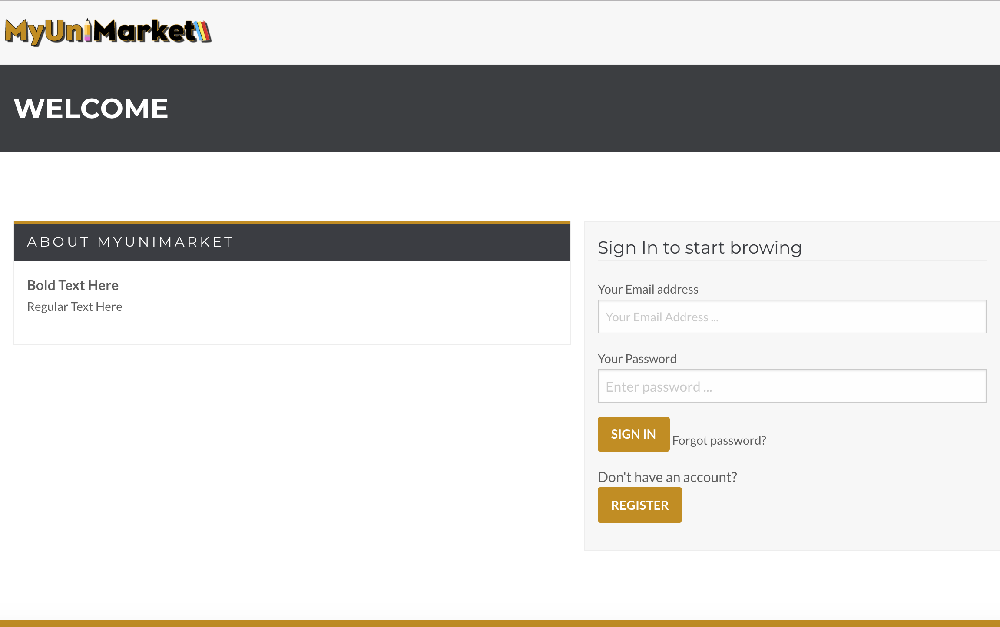 MyUniMarket
WELCOME
ABOUT MYUNIMARKET
Bold Text Here
Regular Text Here
Sign In to start browing
Your Email address
Your Email Address ...
Your Password
Enter password ...
SIGN IN Forgot password?
Don't have an account?
REGISTER